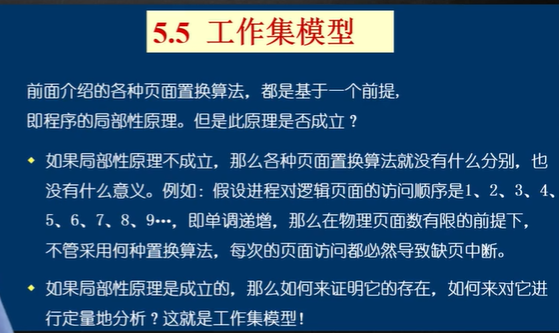 5.5 工作集模型
前面介绍的各种页面置换算法，都是基于一个前提，
即程序的局部性原理。但是此原理是否成立？
如果局部性原理不成立，那么各种页面置换算法就没有什么分别，也
没有什么意义。例如：假设进程对逻辑页面的访问顺序是1、2、3、4、
5、6、7、8、9…，即单调递增，那么在物理页面数有限的前提下，
不管采用何种置换算法，每次的页面访问都必然导致缺页中断。
如果局部性原理是成立的，那么如何来证明它的存在，如何来对它进
行定量地分析？这就是工作集模型！